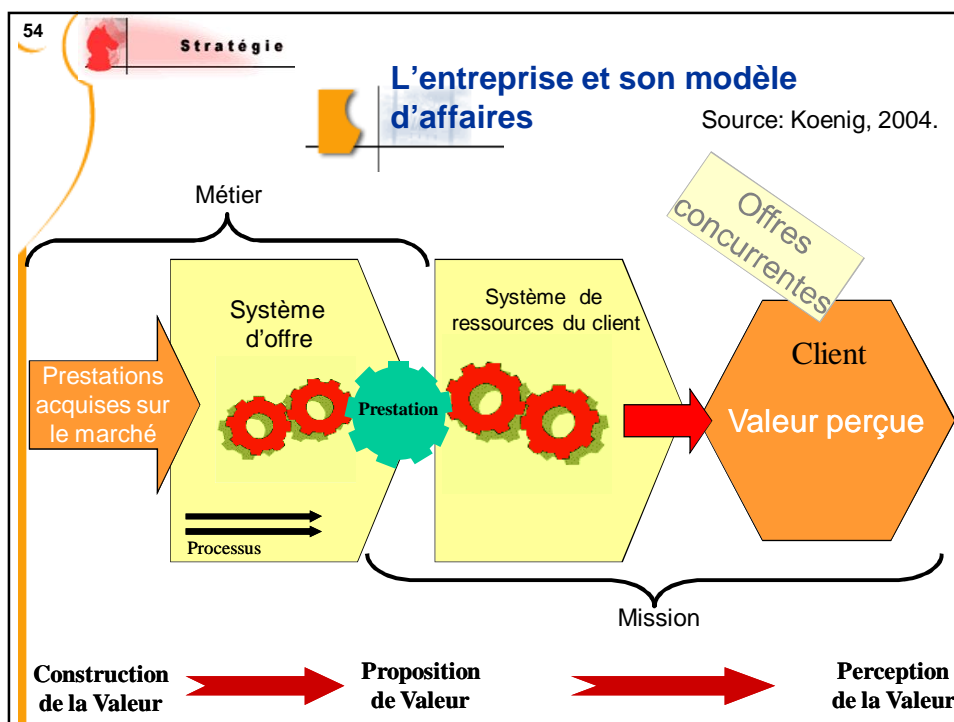 54
Stratégie
L’entreprise et son modèle
d’affaires
Source: Koenig, 2004.
Métier
Offres
concurrentes
Système
d’offre
Système de
ressources du client
Prestations
acquises sur
le marché
Prestation
Client
Valeur perçue
Processus
Mission
Construction
de la Valeur
Proposition
de Valeur
Perception
de la Valeur